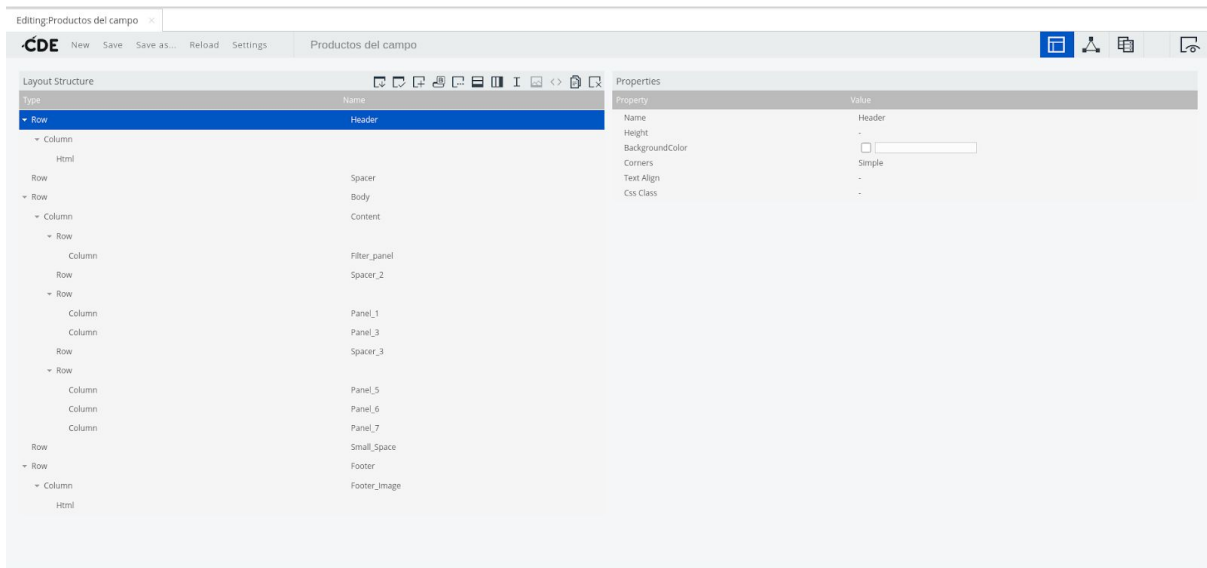 Editing:Productos del campo ×
CDE New Save Save as... Reload Settings Productos del campo
Layout Structure
Type Name
Row Header
Column
Html
Row Spacer
Row Body
Column Content
Row
Column Filter_panel
Row Spacer_2
Row
Column Panel_1
Column Panel_3
Row Spacer_3
Row
Column Panel_5
Column Panel_6
Column Panel_7
Row Small_Space
Row Footer
Column Footer_Image
Html
Properties
Property Value
Name Header
Height -
BackgroundColor
Corners Simple
Text Align -
Css Class -